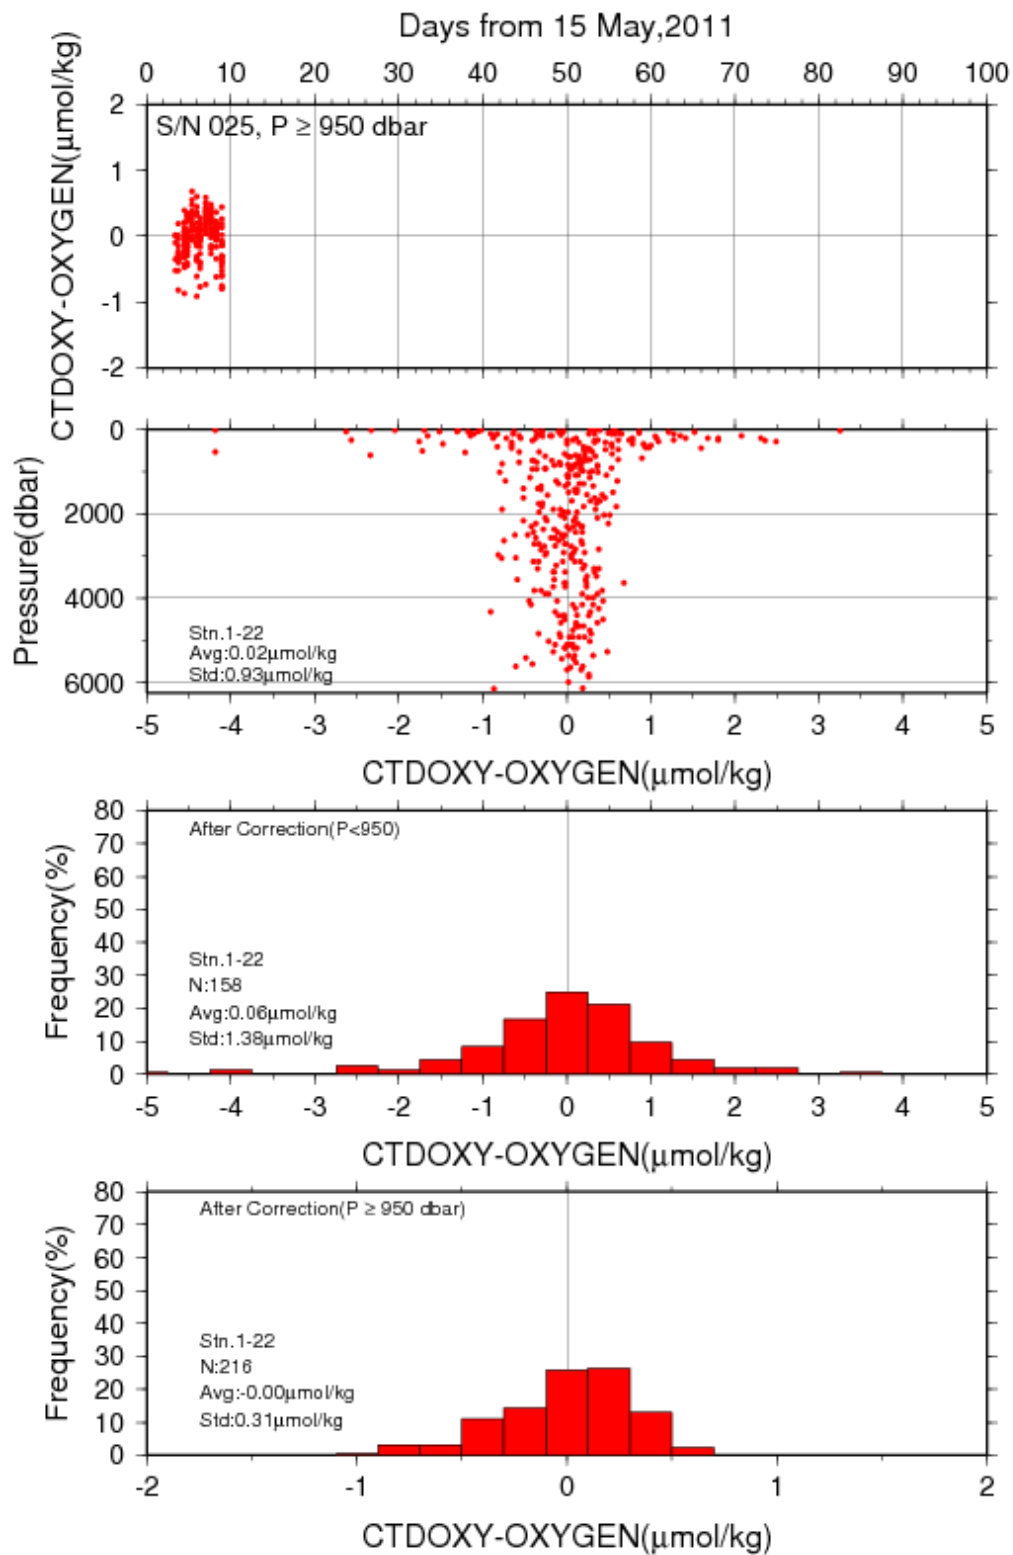 Days from 15 May,2011
0 10 20 30 40 50 60 70 80 90 100
CTDOXY-OXYGEN(μmol/kg)
2
1
0
-1
-2
S/N 025, P ≥ 950 dbar
Pressure(dbar)
0
2000
4000
6000
Stn.1-22
Avg:0.02μmol/kg
Std:0.93μmol/kg
-5 -4 -3 -2 -1 0 1 2 3 4 5
CTDOXY-OXYGEN(μmol/kg)
Frequency(%)
80
70
60
50
40
30
20
10
0
After Correction(P<950)
Stn.1-22
N:158
Avg:0.06μmol/kg
Std:1.38μmol/kg
-5 -4 -3 -2 -1 0 1 2 3 4 5
CTDOXY-OXYGEN(μmol/kg)
Frequency(%)
80
70
60
50
40
30
20
10
0
After Correction(P ≥ 950 dbar)
Stn.1-22
N:216
Avg:-0.00μmol/kg
Std:0.31μmol/kg
-2 -1 0 1 2
CTDOXY-OXYGEN(μmol/kg)